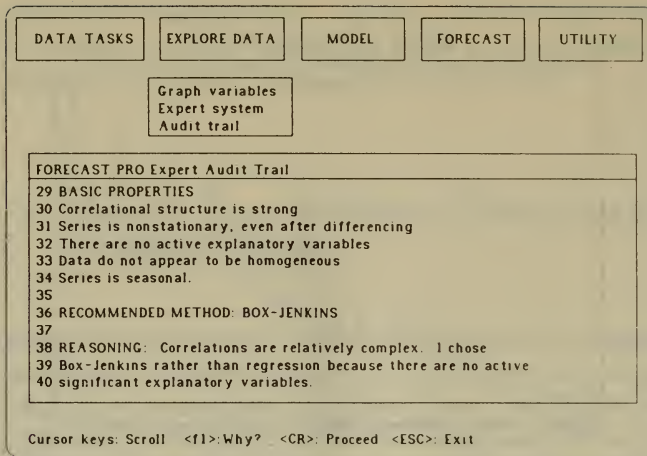 DATA TASKS EXPLORE DATA MODEL FORECAST UTILITY
Graph variables
Expert system
Audit trail
FORECAST PRO Expert Audit Trail
29 BASIC PROPERTIES
30 Correlational structure is strong
31 Series is nonstationary, even after differencing
32 There are no active explanatory variables
33 Data do not appear to be homogeneous
34 Series is seasonal.
35
36 RECOMMENDED METHOD: BOX-JENKINS
37
38 REASONING: Correlations are relatively complex. I chose
39 Box-Jenkins rather than regression because there are no active
40 significant explanatory variables.
Cursor keys: Scroll <f1>:Why? <CR>: Proceed <ESC>: Exit